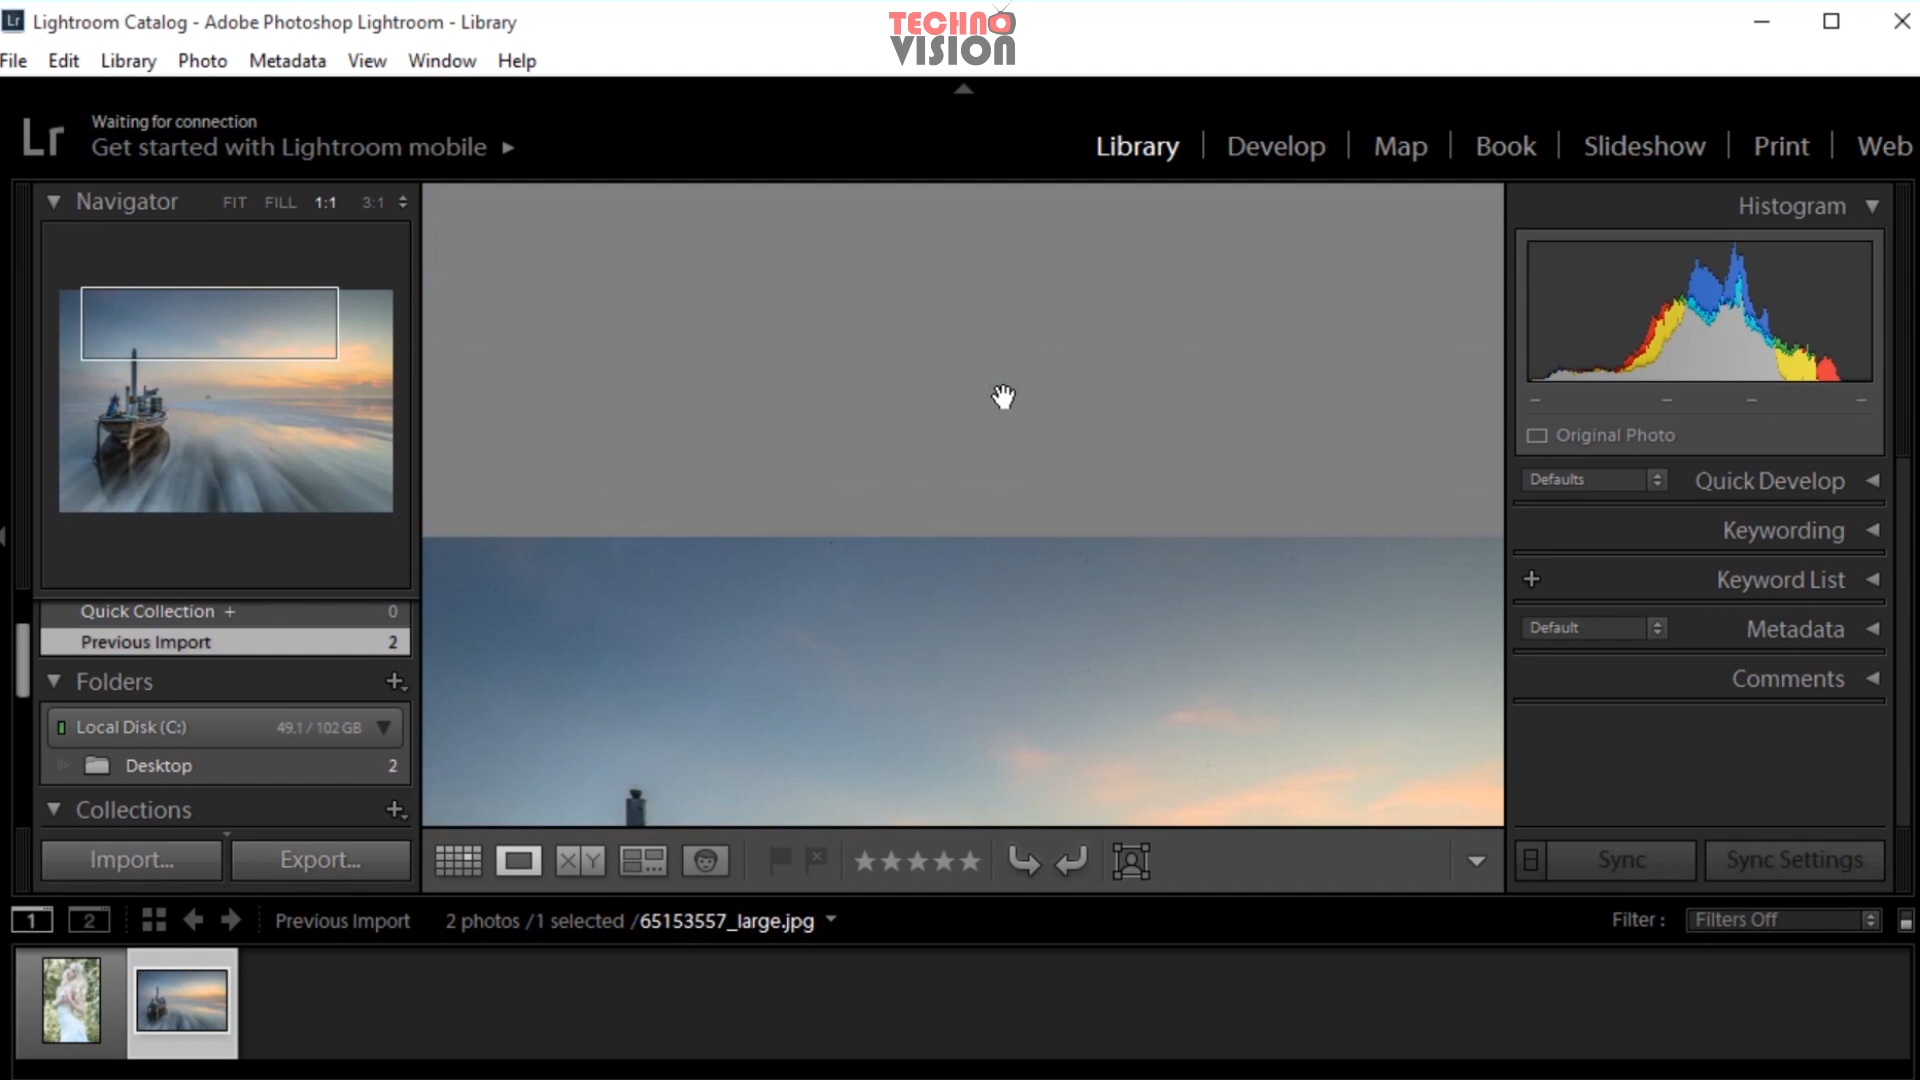 Lr Lightroom Catalog - Adobe Photoshop Lightroom - Library
TECHNO
VISION
File Edit Library Photo Metadata View Window Help
Lr
Waiting for connection
Get started with Lightroom mobile
Library Develop Map Book Slideshow Print Web
Navigator FIT FILL 1:1 3:1
Histogram
Original Photo
Defaults Quick Develop
Keywording
+ Keyword List
Default Metadata
Comments
Quick Collection + 0
Previous Import 2
Folders +
Local Disk (C:) 49.1 / 102 GB
Desktop 2
Collections +
Import... Export...
X Y
Sync Sync Settings
1 2 Previous Import 2 photos /1 selected /65153557_large.jpg
Filter : Filters Off